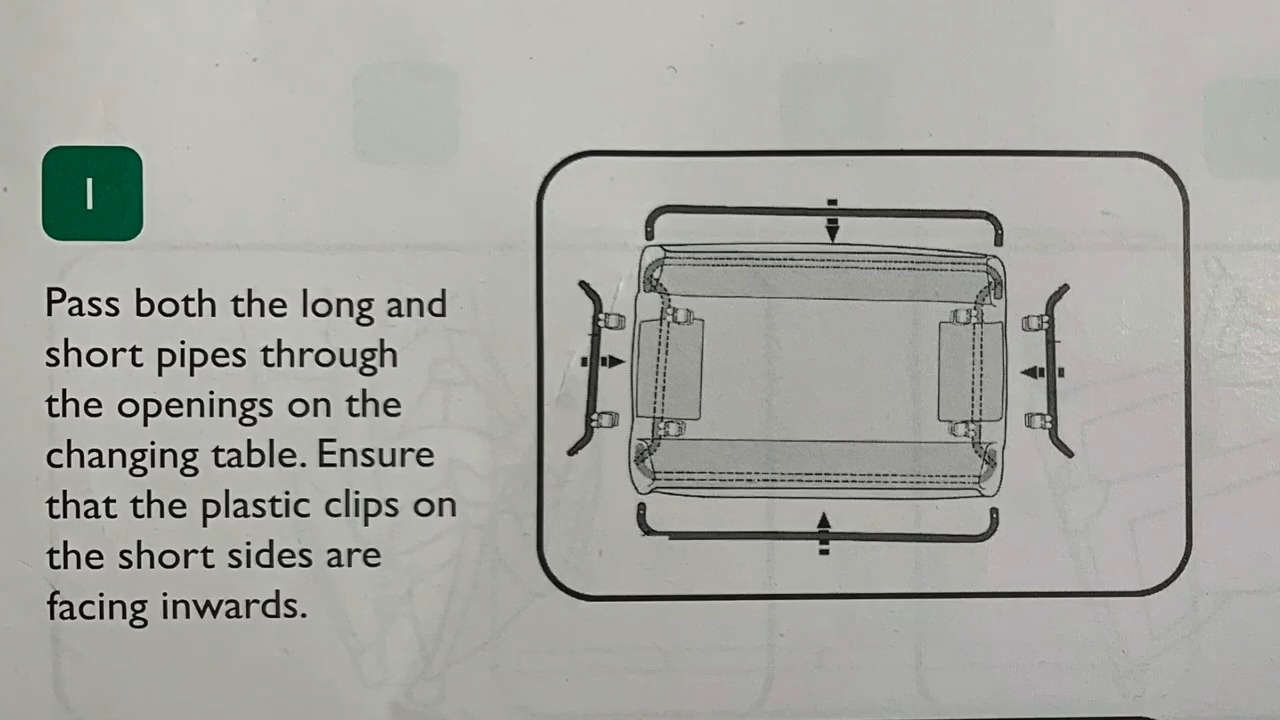 1
Pass both the long and
short pipes through
the openings on the
changing table. Ensure
that the plastic clips on
the short sides are
facing inwards.